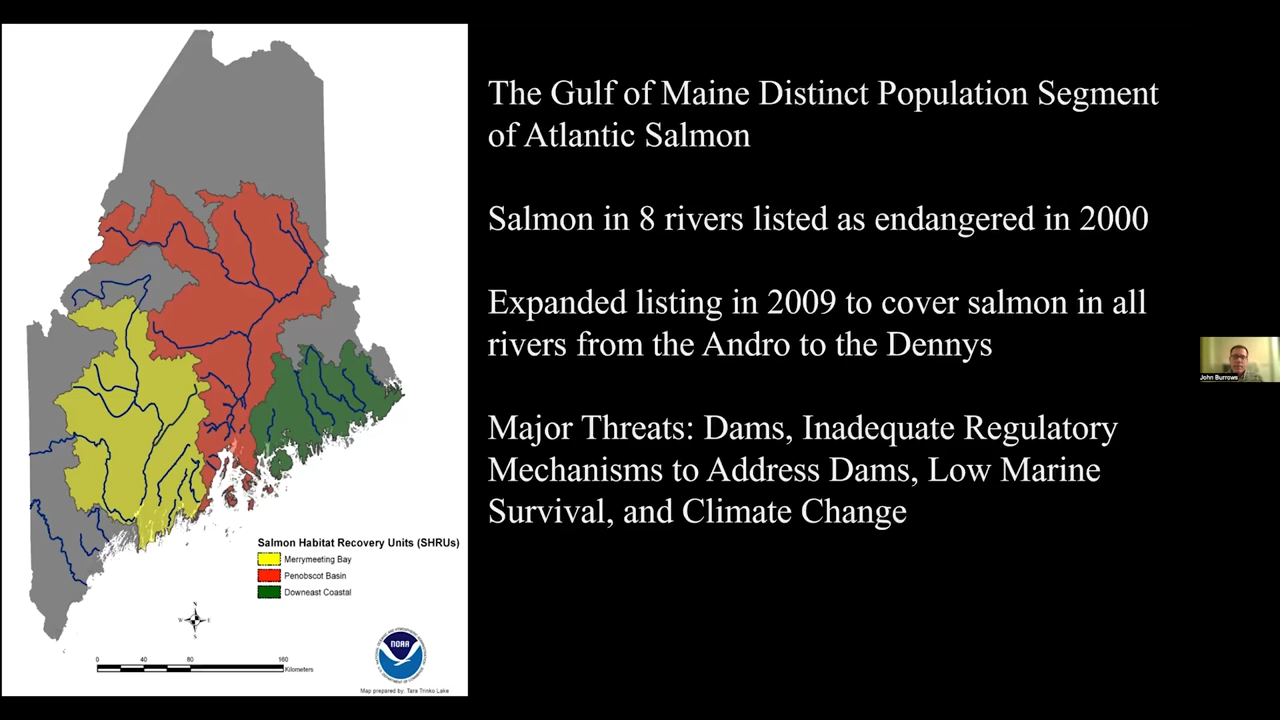 The Gulf of Maine Distinct Population Segment
of Atlantic Salmon
Salmon in 8 rivers listed as endangered in 2000
Expanded listing in 2009 to cover salmon in all
rivers from the Andro to the Dennys
Major Threats: Dams, Inadequate Regulatory
Mechanisms to Address Dams, Low Marine
Survival, and Climate Change
John Burrows
Salmon Habitat Recovery Units (SHRUs)
Merrymeeting Bay
Penobscot Basin
Downeast Coastal
N
W E
S
0 40 80 160
Kilometers
NOAA
Map prepared by: Tara Trinko Lake